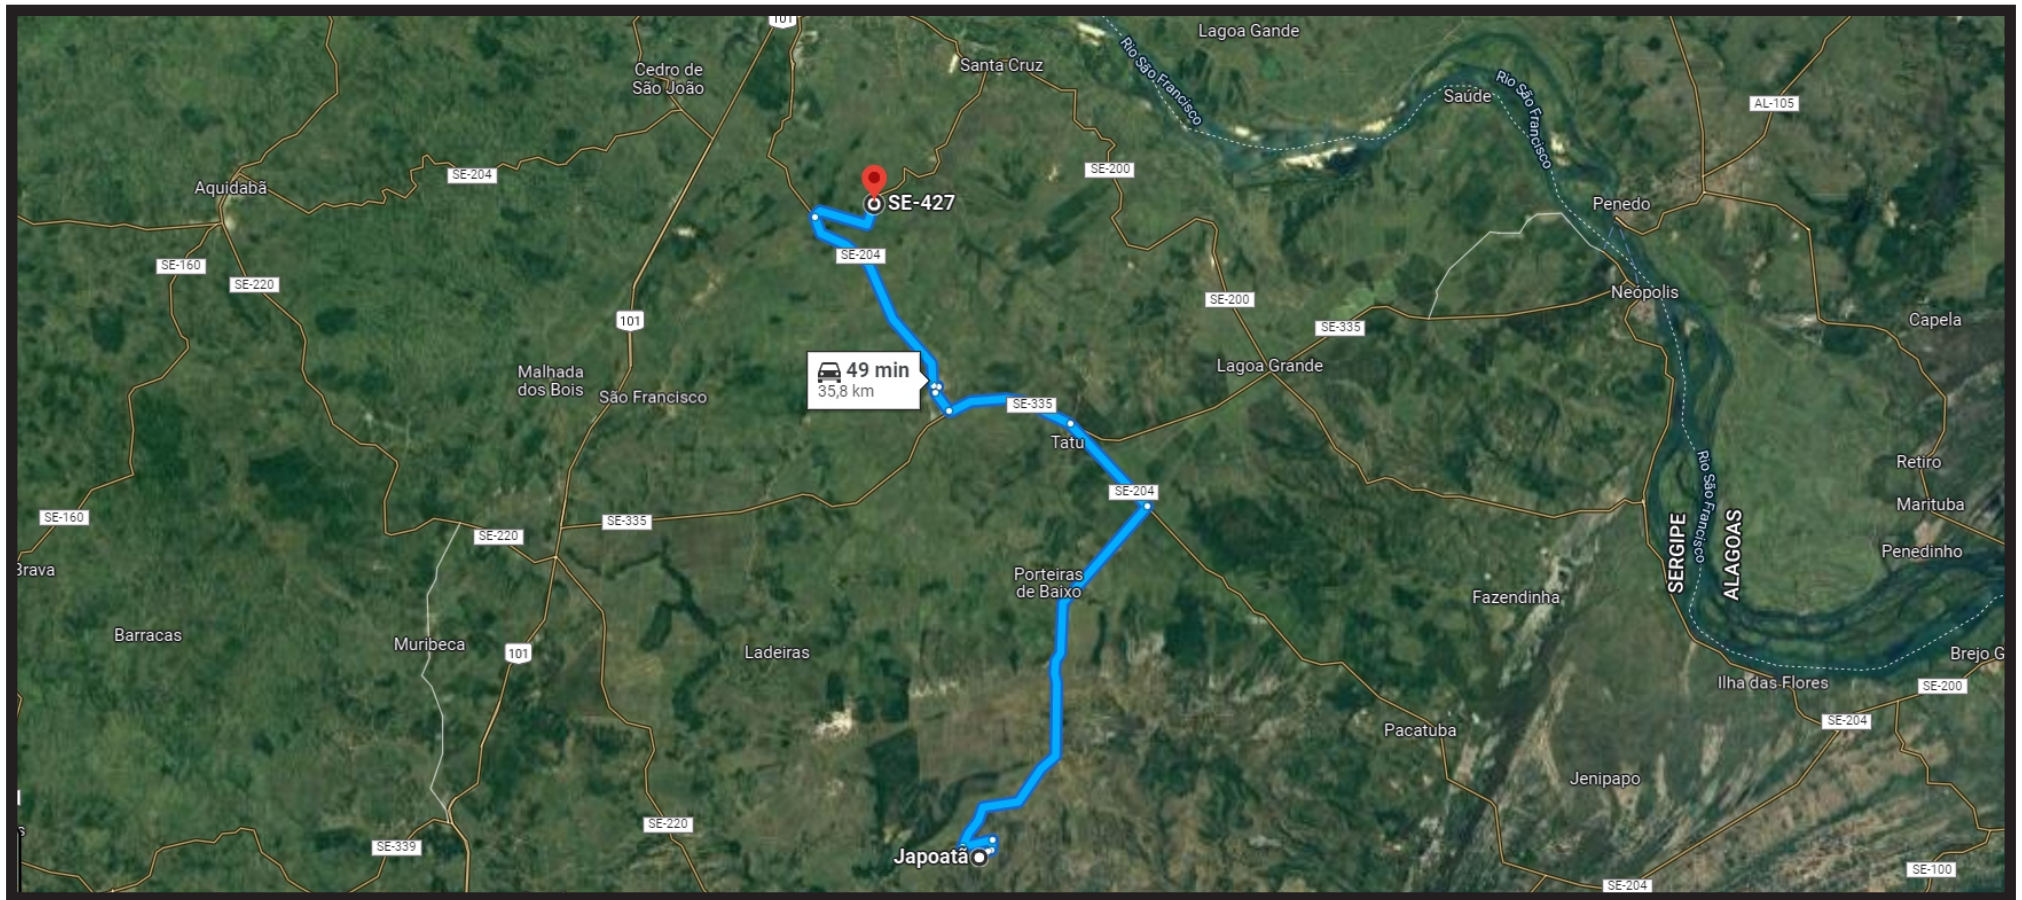 101
Lagoa Gande
Rio São Francisco
Santa Cruz
Cedro de
São João
Saúde
Rio São Francisco
AL-105
SE-204
SE-200
Aquidabã
SE-427
Penedo
SE-204
SE-160
SE-220
SE-200
Neópolis
101
SE-335
Capela
Lagoa Grande
49 min
35,8 km
Malhada
dos Bois
São Francisco
SE-335
Tatu
Rio São Francisco
Retiro
SE-204
Marituba
SE-160
SE-335
SE-220
SERGIPE
ALAGOAS
Penedinho
Brava
Porteiras
de Baixo
Fazendinha
Barracas
Muribeca
101
Ladeiras
Brejo G
Ilha das Flores
SE-200
SE-204
Pacatuba
Jenipapo
SE-220
SE-339
Japoatã
SE-100
SE-204